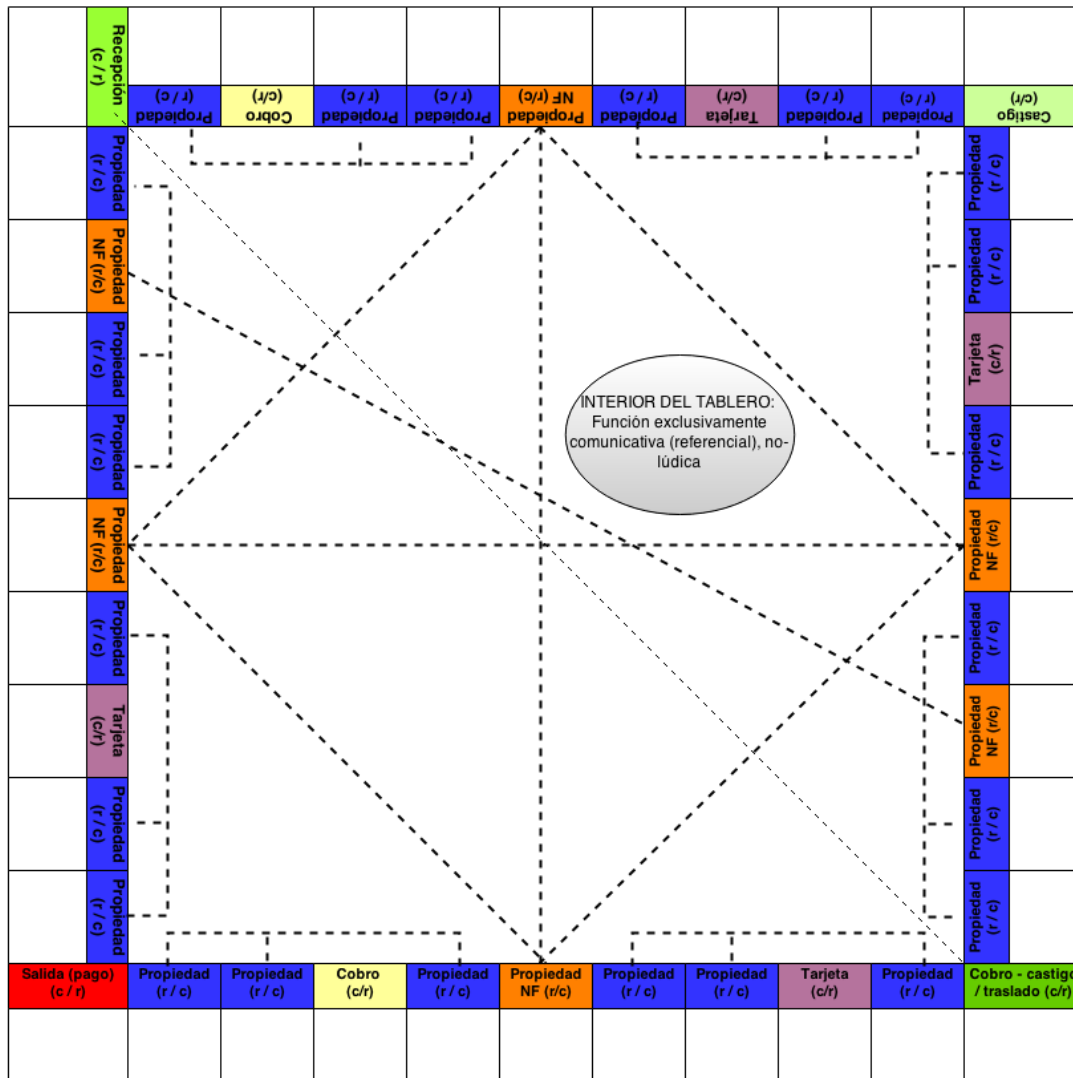 Recepción
(c / r)
Propiedad
(r / c)
Cobro
(c/r)
Propiedad
(r / c)
Propiedad
(r / c)
Propiedad
NF (r/c)
Propiedad
(r / c)
Tarjeta
(c/r)
Propiedad
(r / c)
Propiedad
(r / c)
Castigo
(c/r)
Propiedad
(r / c)
Propiedad
NF (r/c)
Propiedad
(r / c)
Propiedad
(r / c)
Propiedad
NF (r/c)
Propiedad
(r / c)
Tarjeta
(c/r)
Propiedad
(r / c)
Propiedad
(r / c)
INTERIOR DEL TABLERO:
Función exclusivamente
comunicativa (referencial), no-
lúdica
Propiedad
(r / c)
Propiedad
(r / c)
Tarjeta
(c/r)
Propiedad
(r / c)
Propiedad
NF (r/c)
Propiedad
(r / c)
Propiedad
NF (r/c)
Propiedad
(r / c)
Propiedad
(r / c)
Salida (pago)
(c / r)
Propiedad
(r / c)
Propiedad
(r / c)
Cobro
(c/r)
Propiedad
(r / c)
Propiedad
NF (r/c)
Propiedad
(r / c)
Propiedad
(r / c)
Tarjeta
(c/r)
Propiedad
(r / c)
Cobro - castigo
/ traslado (c/r)